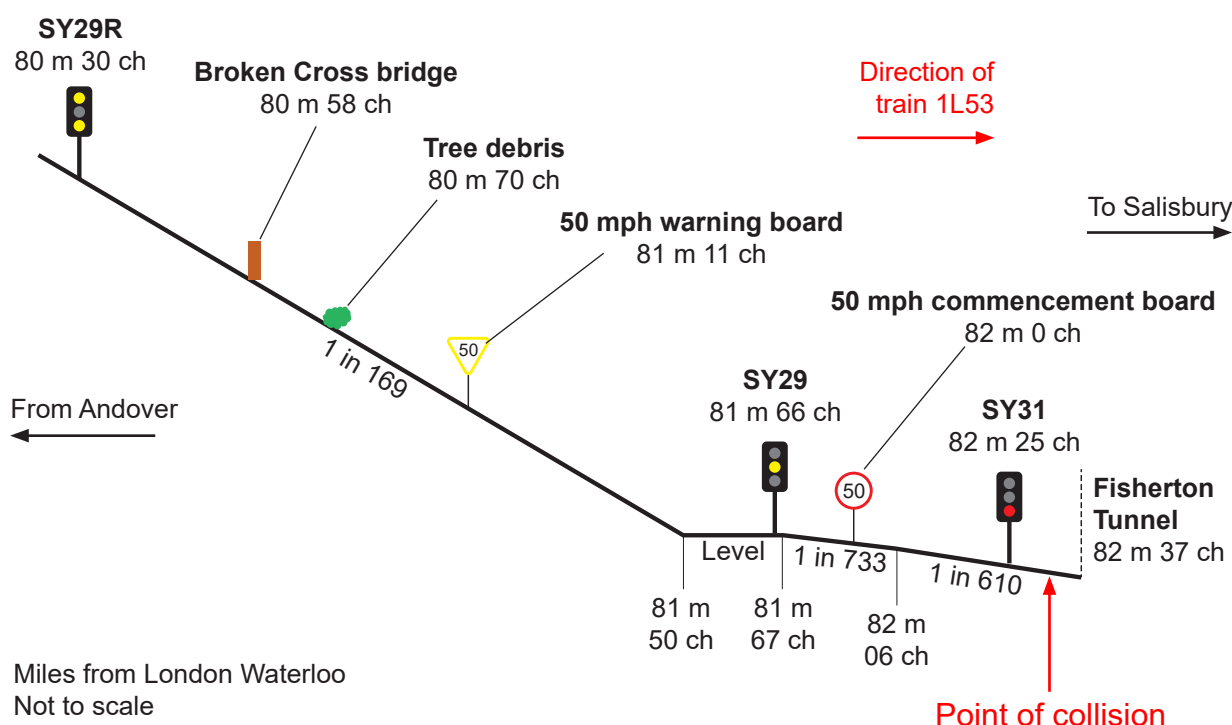 SY29R
80 m 30 ch
Broken Cross bridge
80 m 58 ch
Direction of
train 1L53
Tree debris
80 m 70 ch
50 mph warning board
81 m 11 ch
To Salisbury
50 mph commencement board
82 m 0 ch
50
1 in 169
SY29
81 m 66 ch
From Andover
SY31
82 m 25 ch
50
Fisherton
Tunnel
82 m 37 ch
Level
1 in 733
1 in 610
81 m
50 ch
81 m
67 ch
82 m
06 ch
Miles from London Waterloo
Not to scale
Point of collision